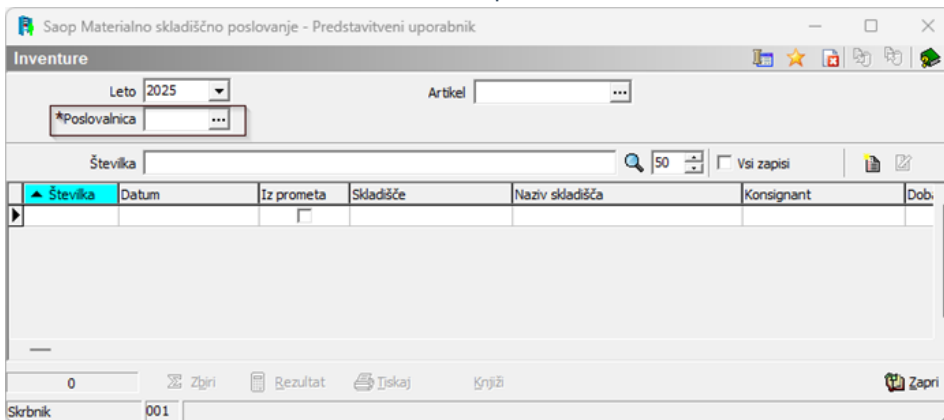 Saop Materialno skladiščno poslovanje - Predstavitveni uporabnik
Inventure
Leto 2025 Artikel ...
*Poslovalnica ...
Številka 50 Vsi zapisi
Številka Datum Iz prometa Skladišče Naziv skladišča Konsignant Doba
0 Zbiri Rezultat Tiskaj Knjiži Zapri
Skrbnik 001